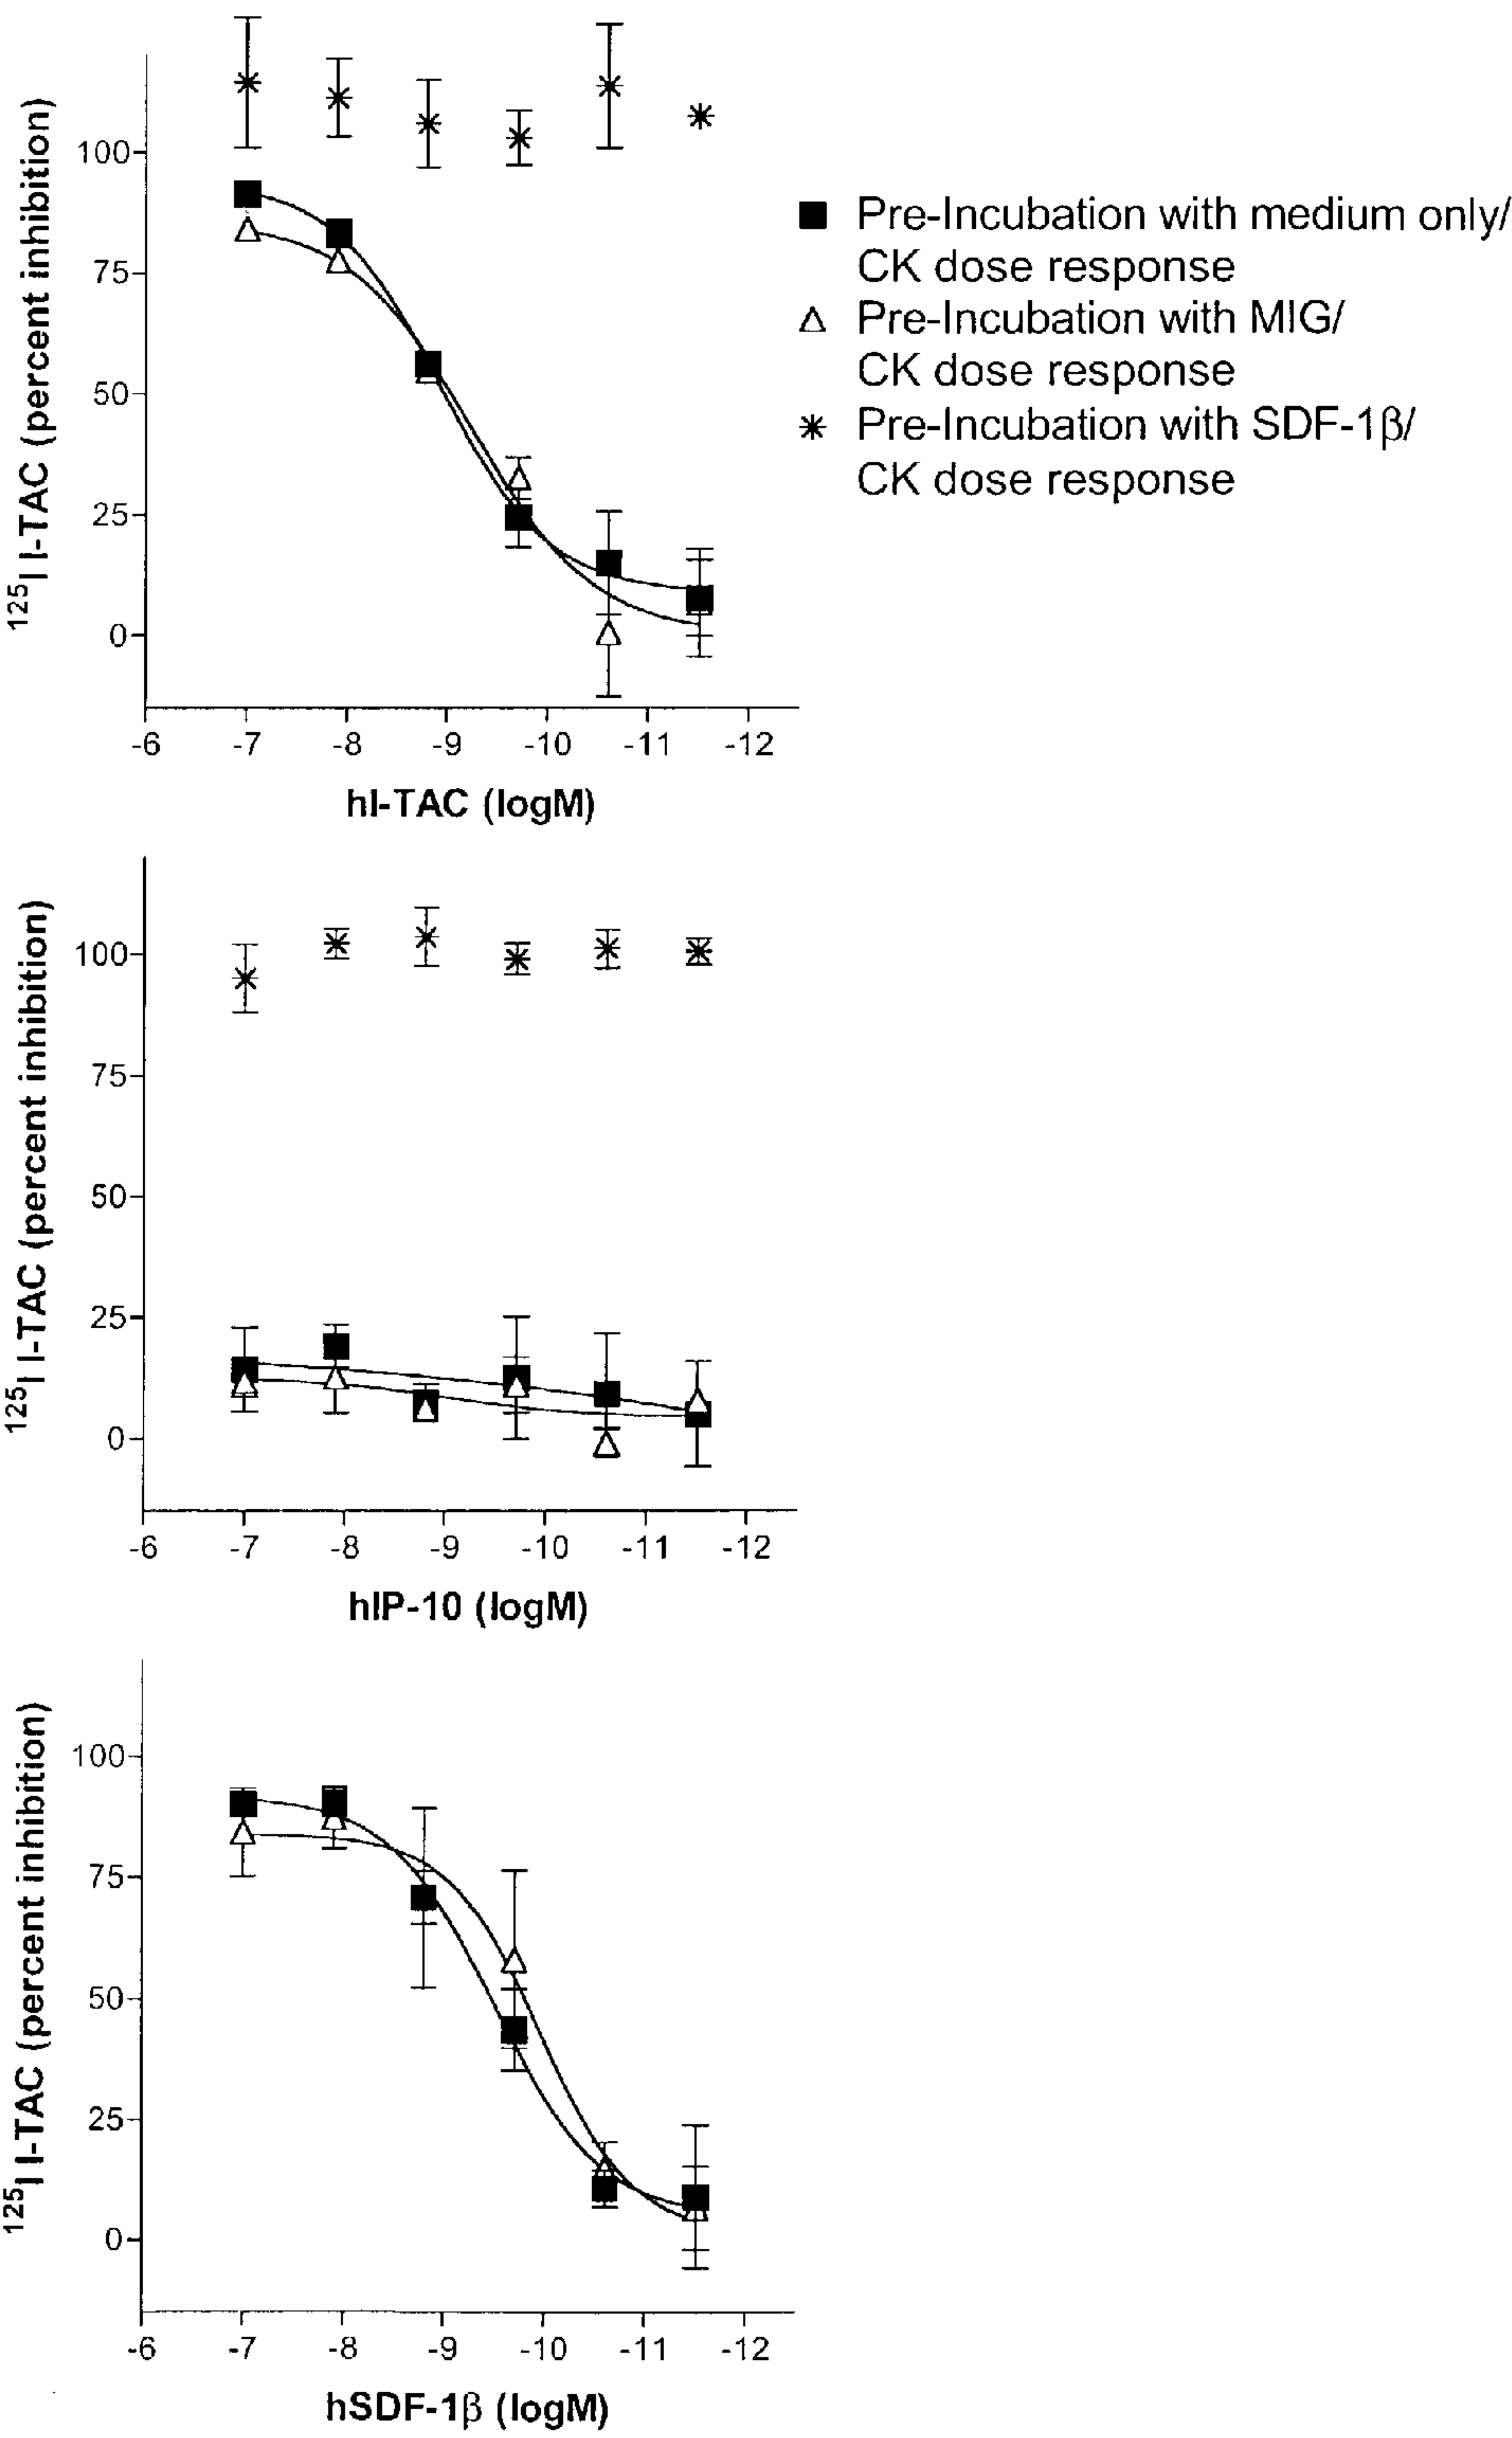 125I I-TAC (percent inhibition)
100
75
50
25
0
-6 -7 -8 -9 -10 -11 -12
hI-TAC (logM)
Pre-Incubation with medium only/
CK dose response
Pre-Incubation with MIG/
CK dose response
Pre-Incubation with SDF-1β/
CK dose response
125I I-TAC (percent inhibition)
100
75
50
25
0
-6 -7 -8 -9 -10 -11 -12
hIP-10 (logM)
125I I-TAC (percent inhibition)
100
75
50
25
0
-6 -7 -8 -9 -10 -11 -12
hSDF-1β (logM)